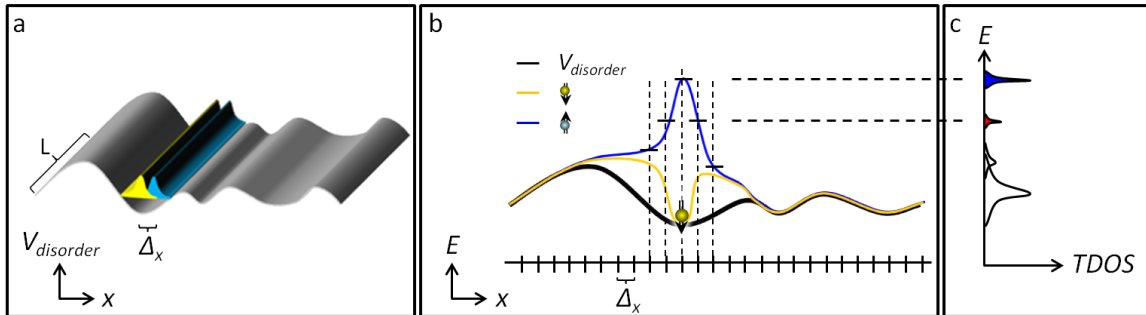 a
L
V_disorder
Δ_x
x
b
V_disorder
E
x
Δ_x
c
E
TDOS